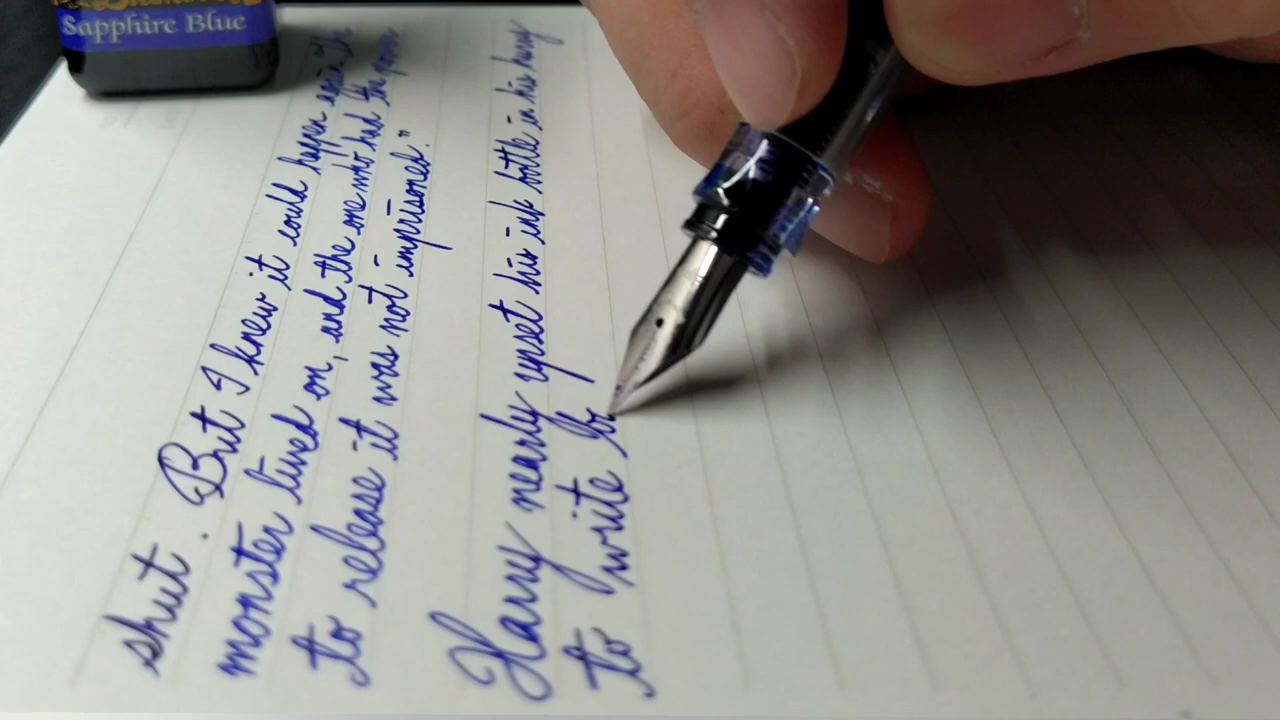 Sapphire Blue
shut. But I knew it could happen again. The
monster lived on, and the one who had the power
to release it was not imprisoned."
Harry nearly upset his ink bottle in his hurry
to write